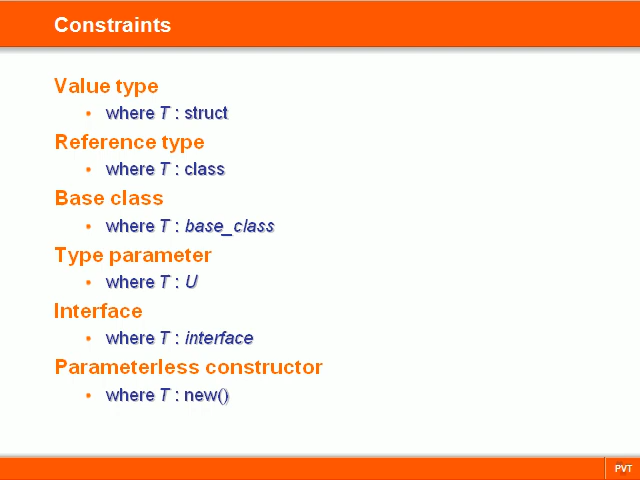 Constraints
Value type
• where T : struct
Reference type
• where T : class
Base class
• where T : base_class
Type parameter
• where T : U
Interface
• where T : interface
Parameterless constructor
• where T : new()
PVT